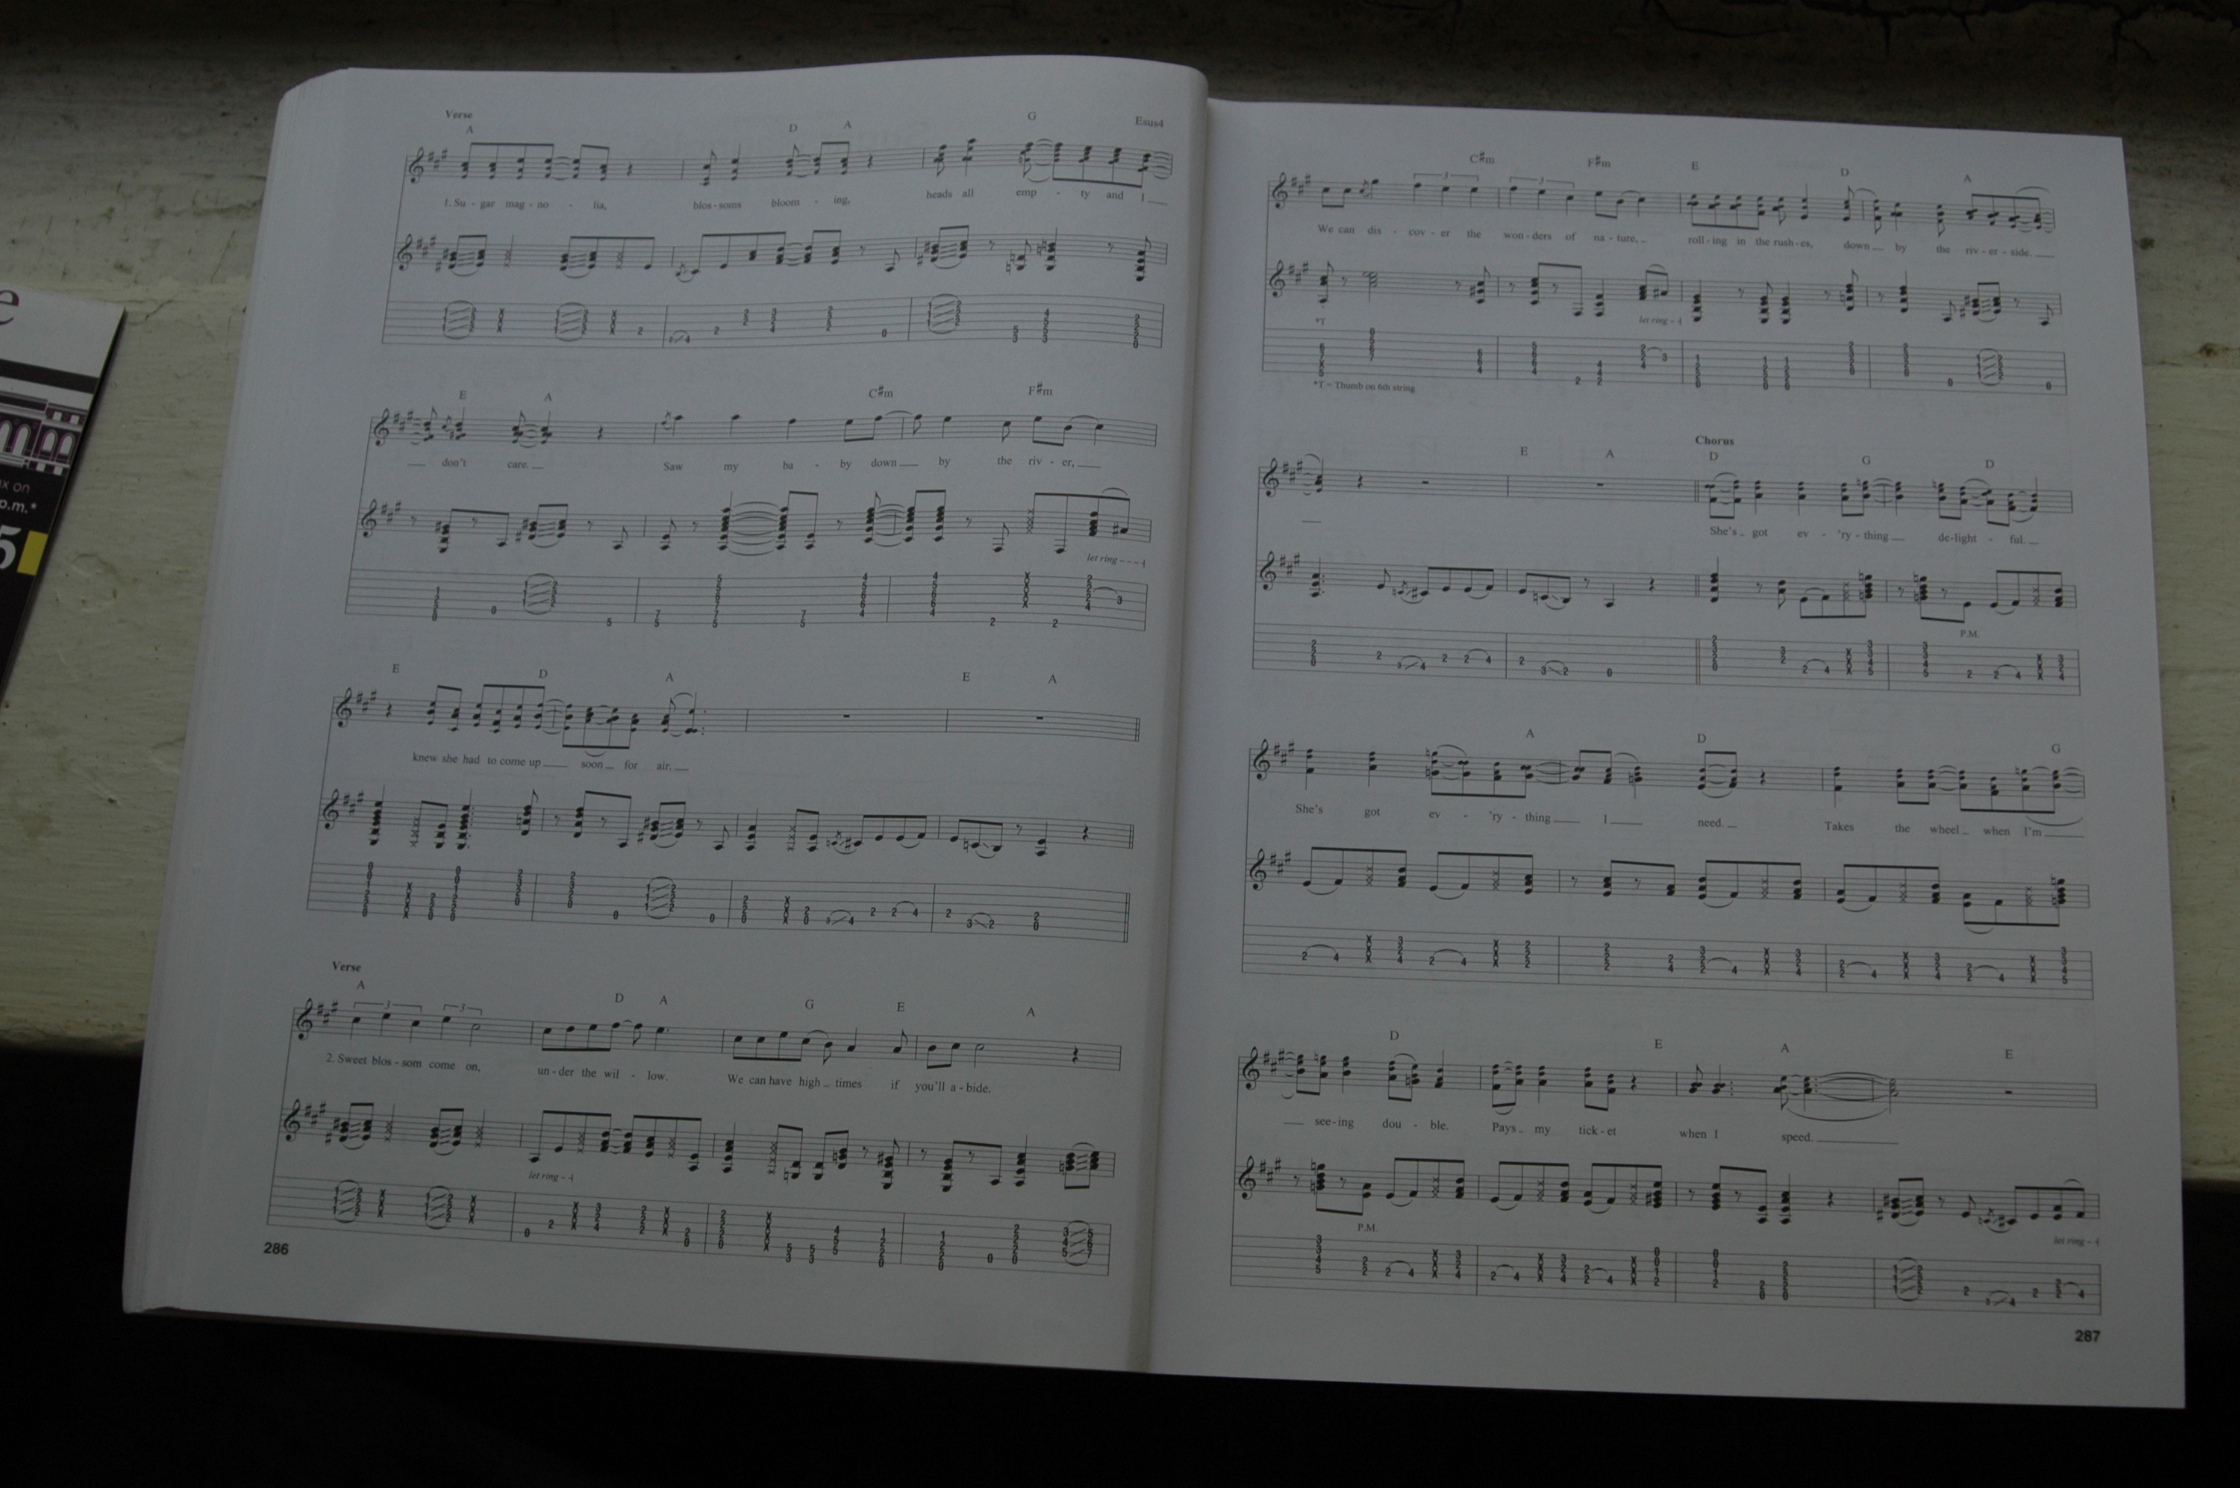 Verse
A D A G Esus4
1. Su - gar mag - no - lia, blos - soms bloom - ing, heads all emp - ty and I
E A C#m F#m
don't care. Saw my ba - by down by the riv - er,
let ring
E D A E A
knew she had to come up soon for air.
Verse
A D A G E A
2. Sweet blos - som come on, un - der the wil - low. We can have high times if you'll a - bide.
let ring
286
C#m F#m E D A
We can dis - cov - er the won - ders of na - ture, roll - ing in the rush - es, down by the riv - er - side.
*T let ring
*T = Thumb on 6th string
Chorus
E A D G D
She's got ev - 'ry - thing de - light - ful.
P.M.
A D G
She's got ev - 'ry - thing I need. Takes the wheel when I'm
D E A E
see - ing dou - ble. Pays my tick - et when I speed.
P.M. let ring
287
e
x on
p.m.*
5